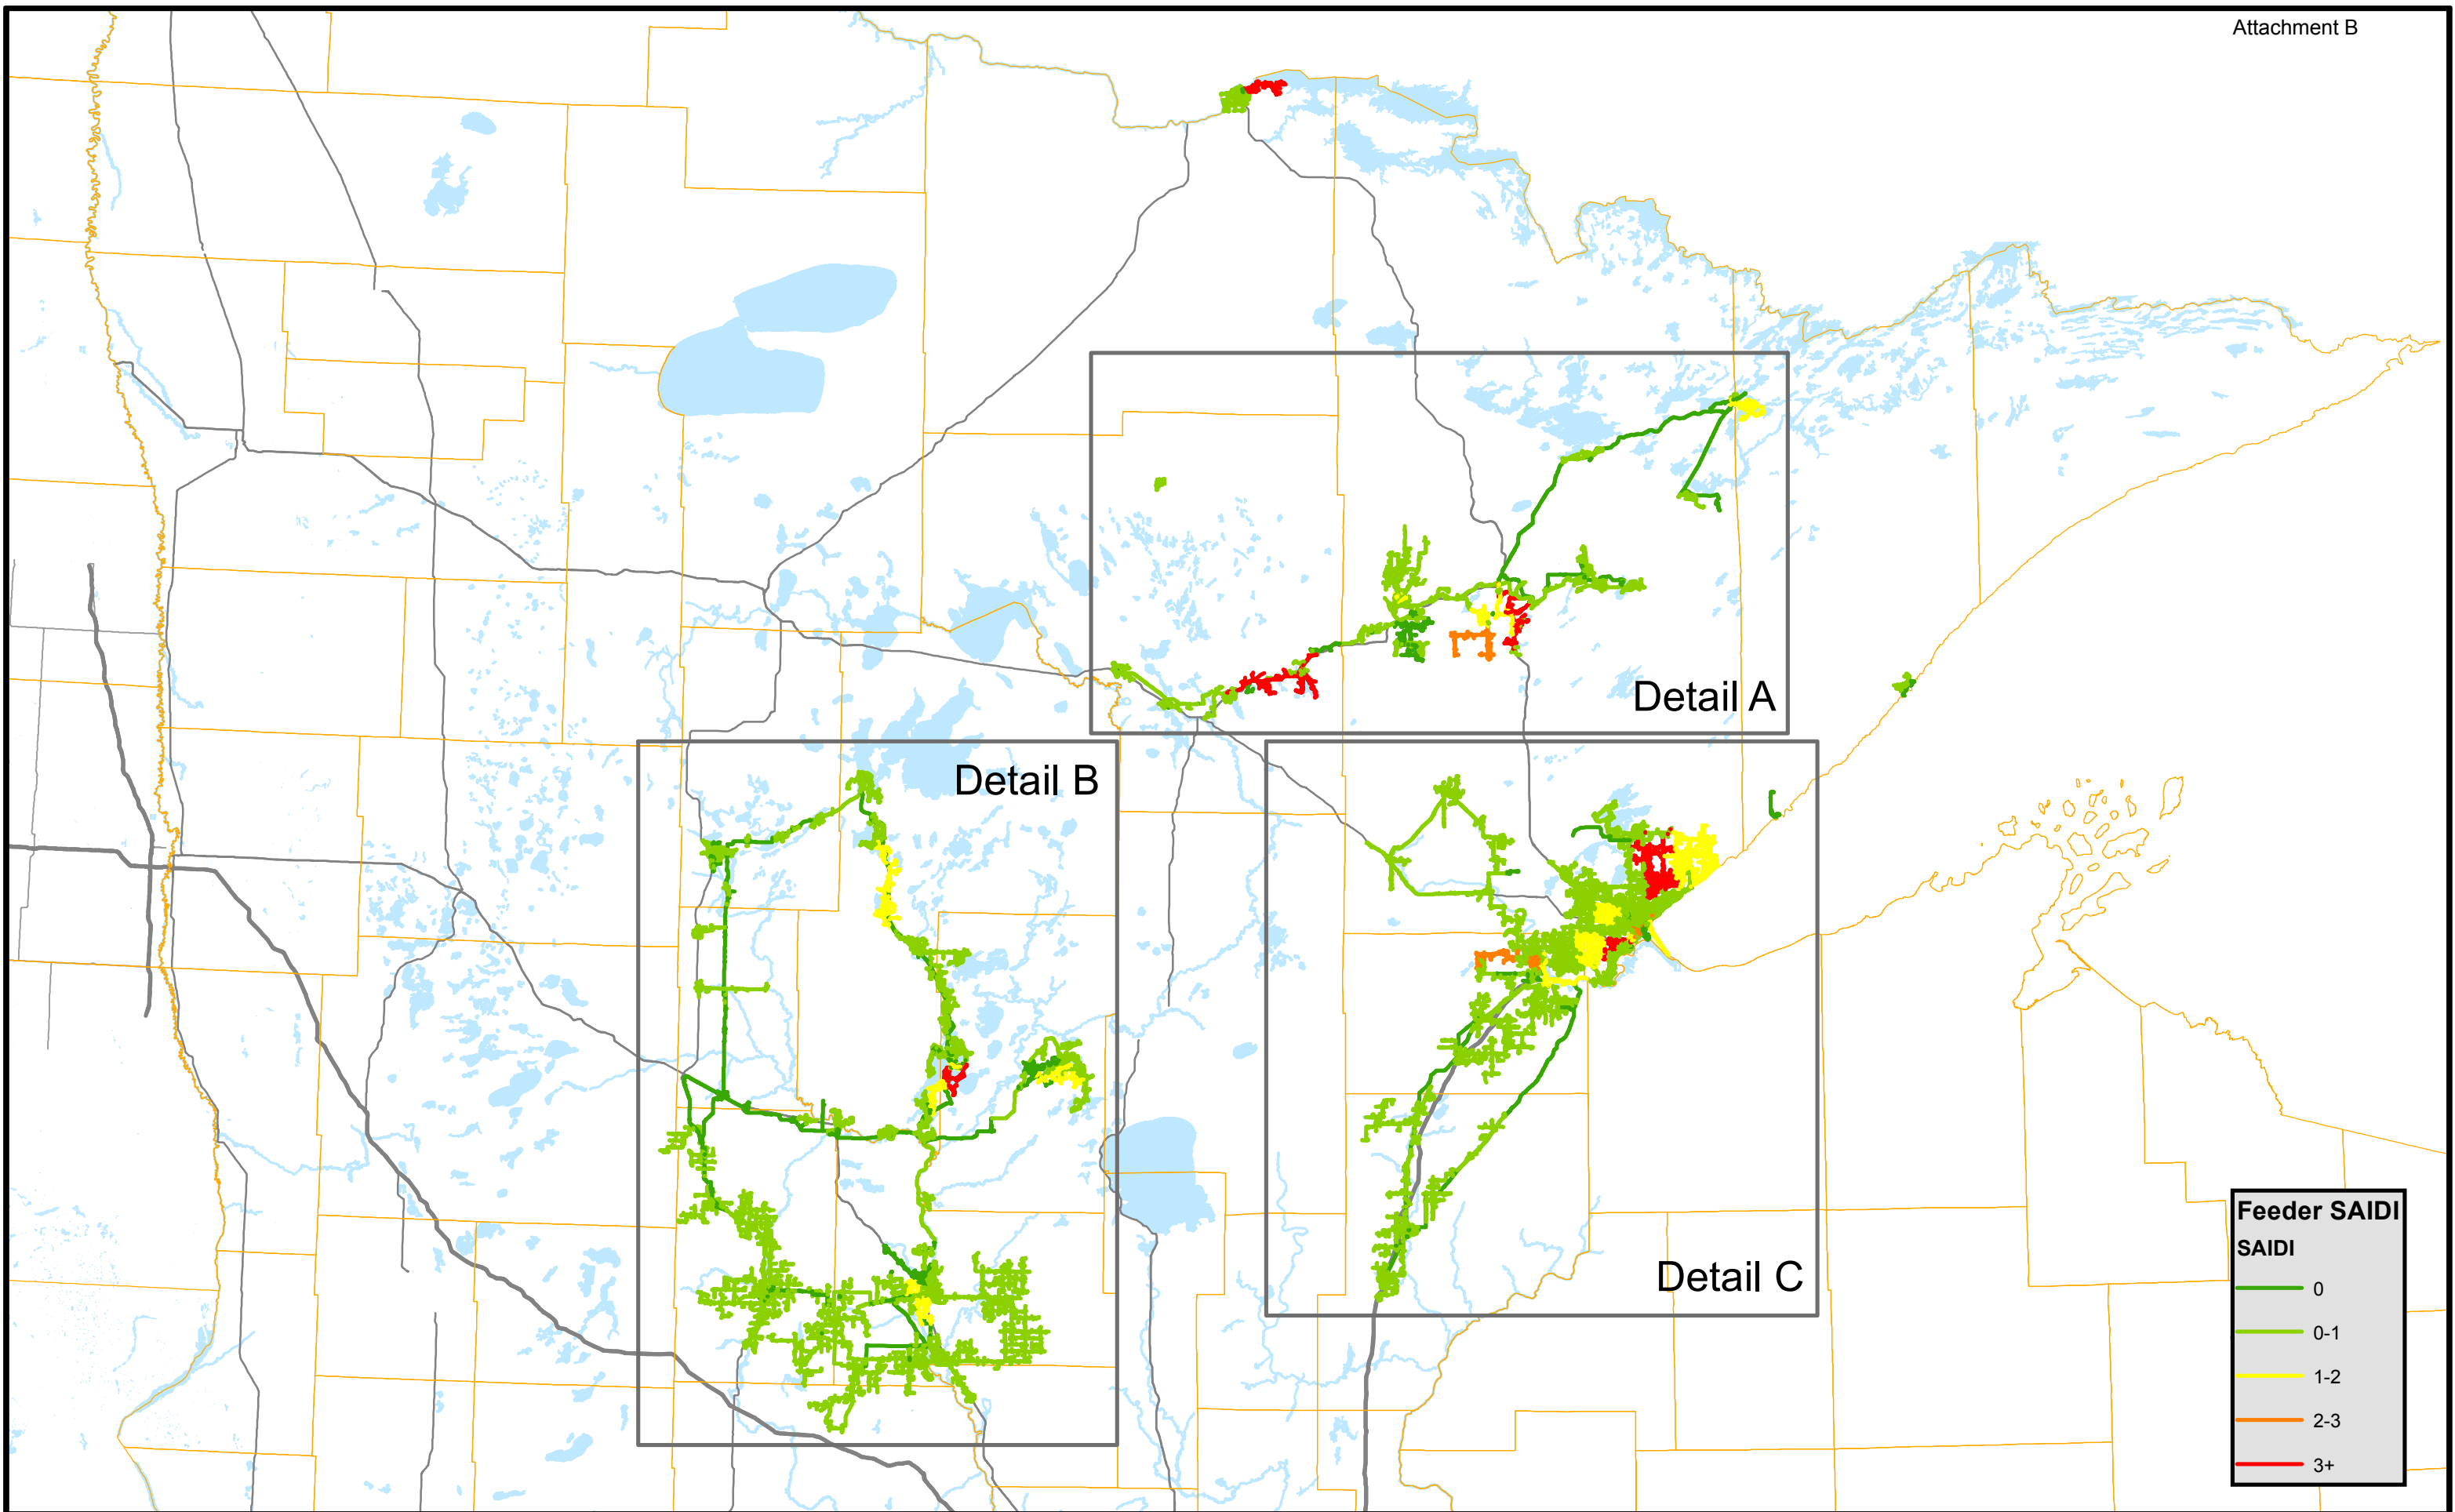 Attachment B
Detail A
Detail B
Detail C
Feeder SAIDI
SAIDI
0
0-1
1-2
2-3
3+